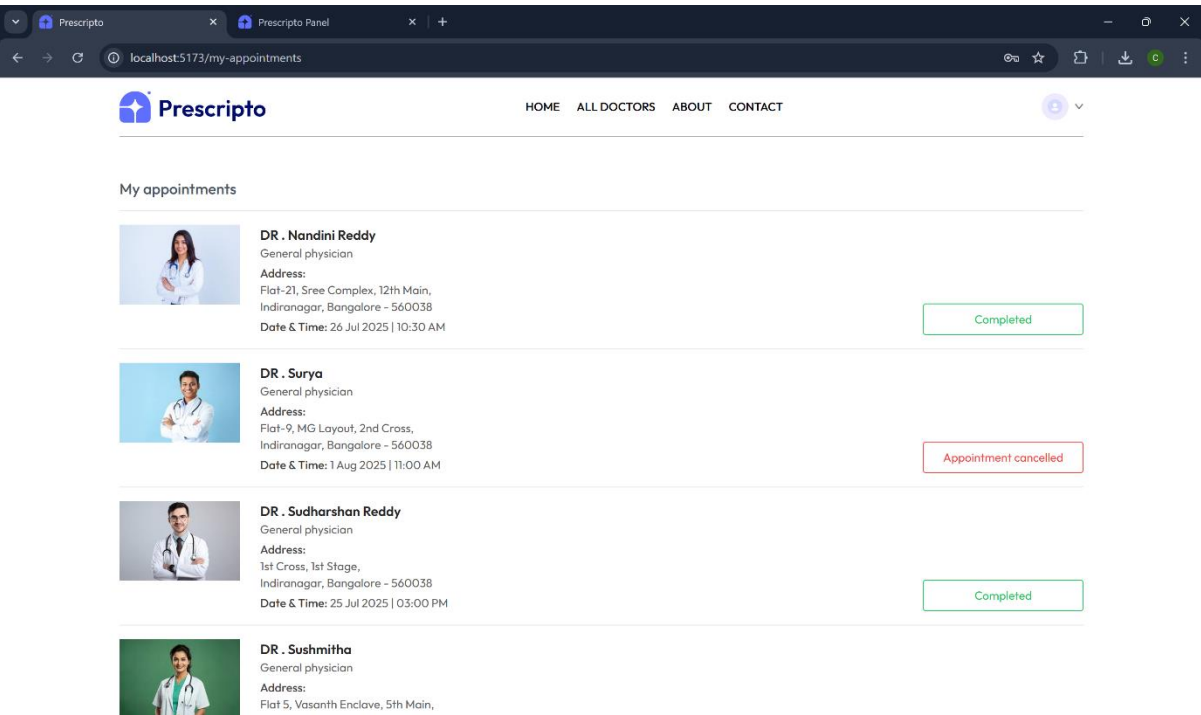 Prescripto
Prescripto Panel
localhost:5173/my-appointments
C
Prescripto
HOME ALL DOCTORS ABOUT CONTACT
My appointments
DR . Nandini Reddy
General physician
Address:
Flat-21, Sree Complex, 12th Main,
Indiranagar, Bangalore - 560038
Date & Time: 26 Jul 2025 | 10:30 AM
Completed
DR . Surya
General physician
Address:
Flat-9, MG Layout, 2nd Cross,
Indiranagar, Bangalore - 560038
Date & Time: 1 Aug 2025 | 11:00 AM
Appointment cancelled
DR . Sudharshan Reddy
General physician
Address:
1st Cross, 1st Stage,
Indiranagar, Bangalore - 560038
Date & Time: 25 Jul 2025 | 03:00 PM
Completed
DR . Sushmitha
General physician
Address:
Flat 5, Vasanth Enclave, 5th Main,